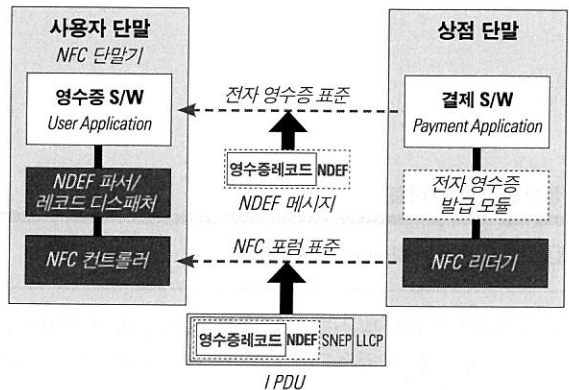 사용자 단말
NFC 단말기
영수증 S/W
User Application
NDEF 파서/
레코드 디스패처
NFC 컨트롤러
전자 영수증 표준
영수증레코드 NDEF
NDEF 메시지
NFC 포럼 표준
영수증레코드 NDEF SNEP LLCP
I PDU
상점 단말
결제 S/W
Payment Application
전자 영수증
발급 모듈
NFC 리더기